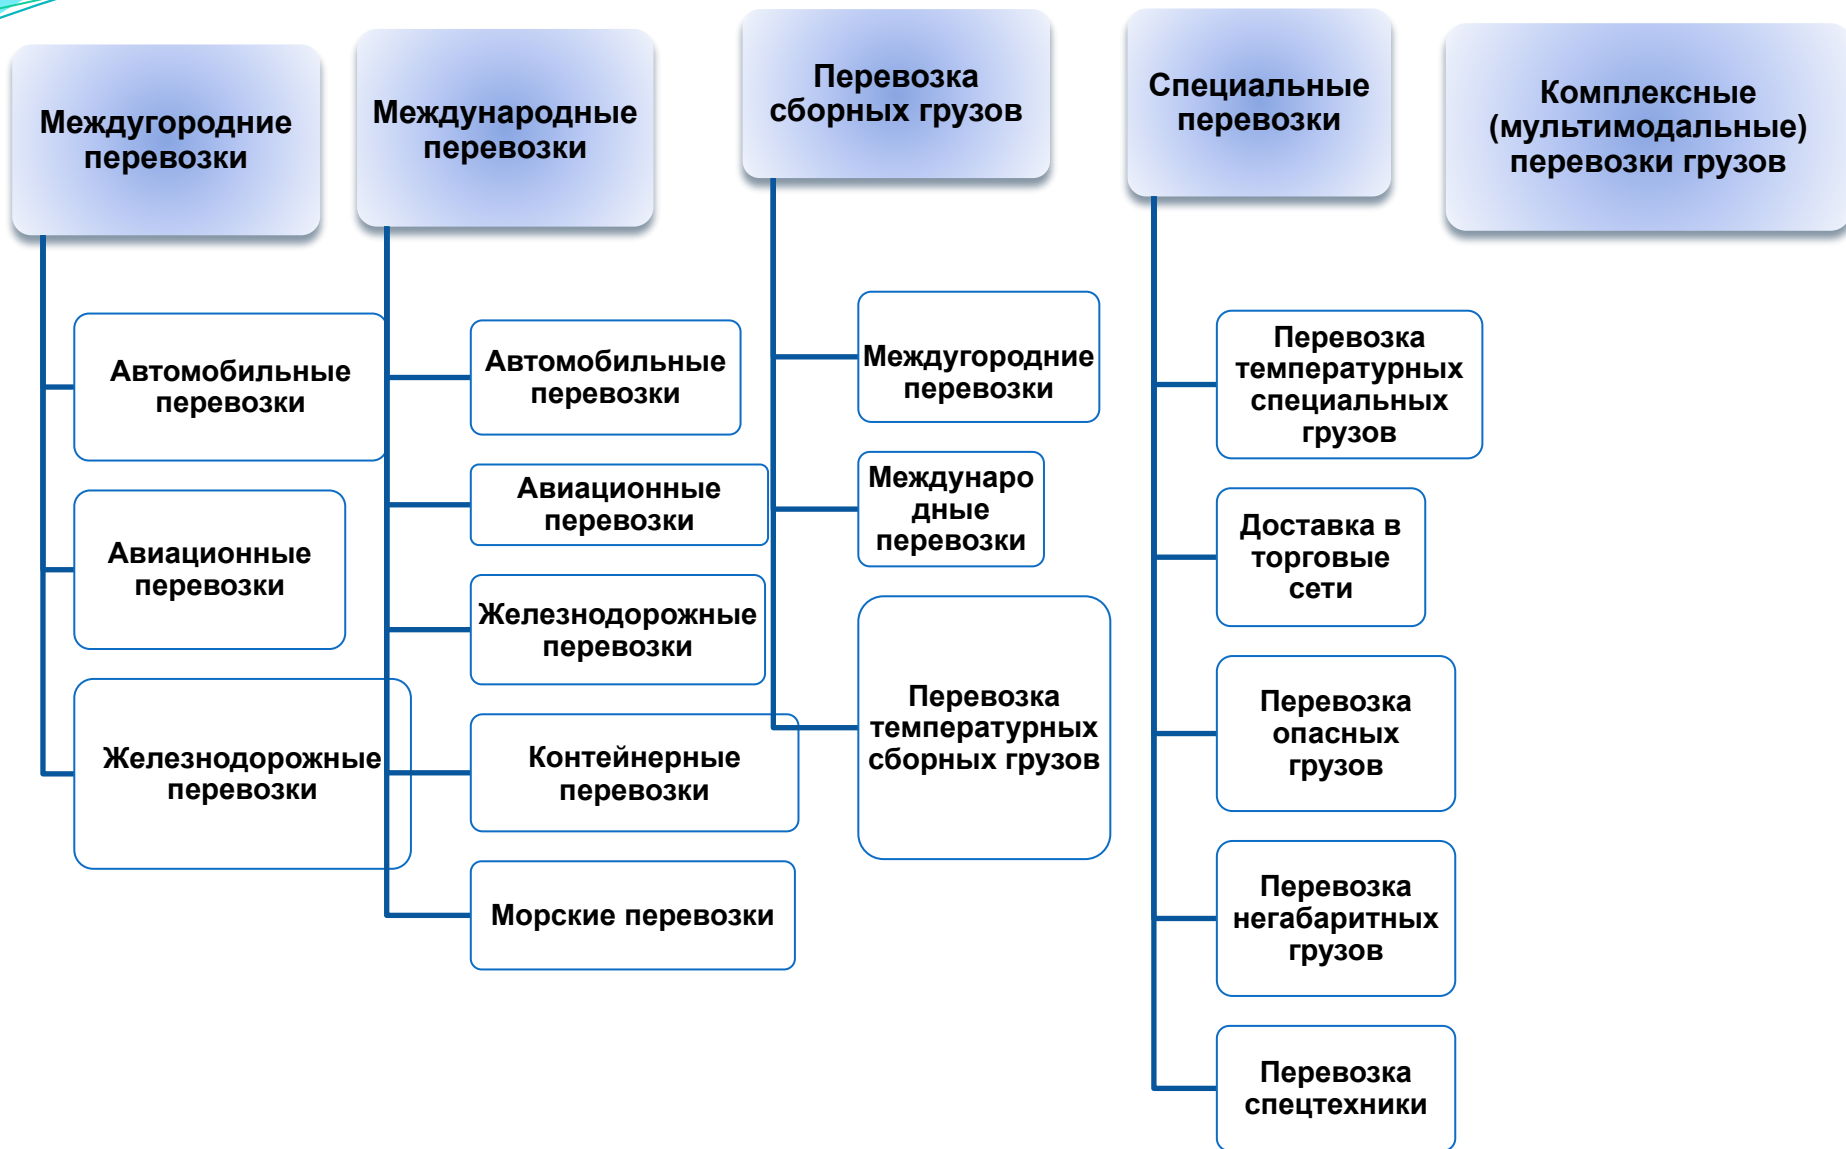 Междугородние
перевозки
Автомобильные
перевозки
Авиационные
перевозки
Железнодорожные
перевозки
Международные
перевозки
Автомобильные
перевозки
Авиационные
перевозки
Железнодорожные
перевозки
Контейнерные
перевозки
Морские перевозки
Перевозка
сборных грузов
Междугородние
перевозки
Междунаро
дные
перевозки
Перевозка
температурных
сборных грузов
Специальные
перевозки
Перевозка
температурных
специальных
грузов
Доставка в
торговые
сети
Перевозка
опасных
грузов
Перевозка
негабаритных
грузов
Перевозка
спецтехники
Комплексные
(мультимодальные)
перевозки грузов